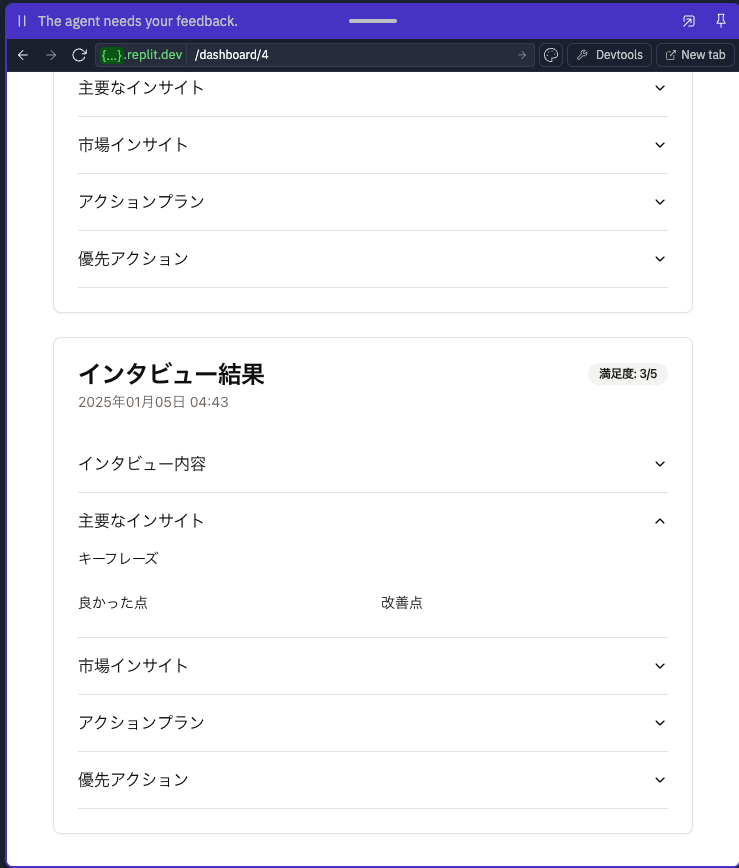 The agent needs your feedback.
{...}.replit.dev /dashboard/4 Devtools New tab
主要なインサイト
市場インサイト
アクションプラン
優先アクション
インタビュー結果
満足度: 3/5
2025年01月05日 04:43
インタビュー内容
主要なインサイト
キーフレーズ
良かった点 改善点
市場インサイト
アクションプラン
優先アクション